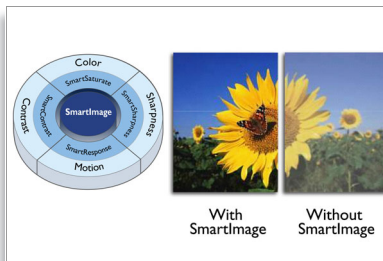 Color
SmartSaturate
Contrast
SmartContrast
SmartImage
SmartSharpness
Sharpness
SmartResponse
Motion
With
SmartImage
Without
SmartImage